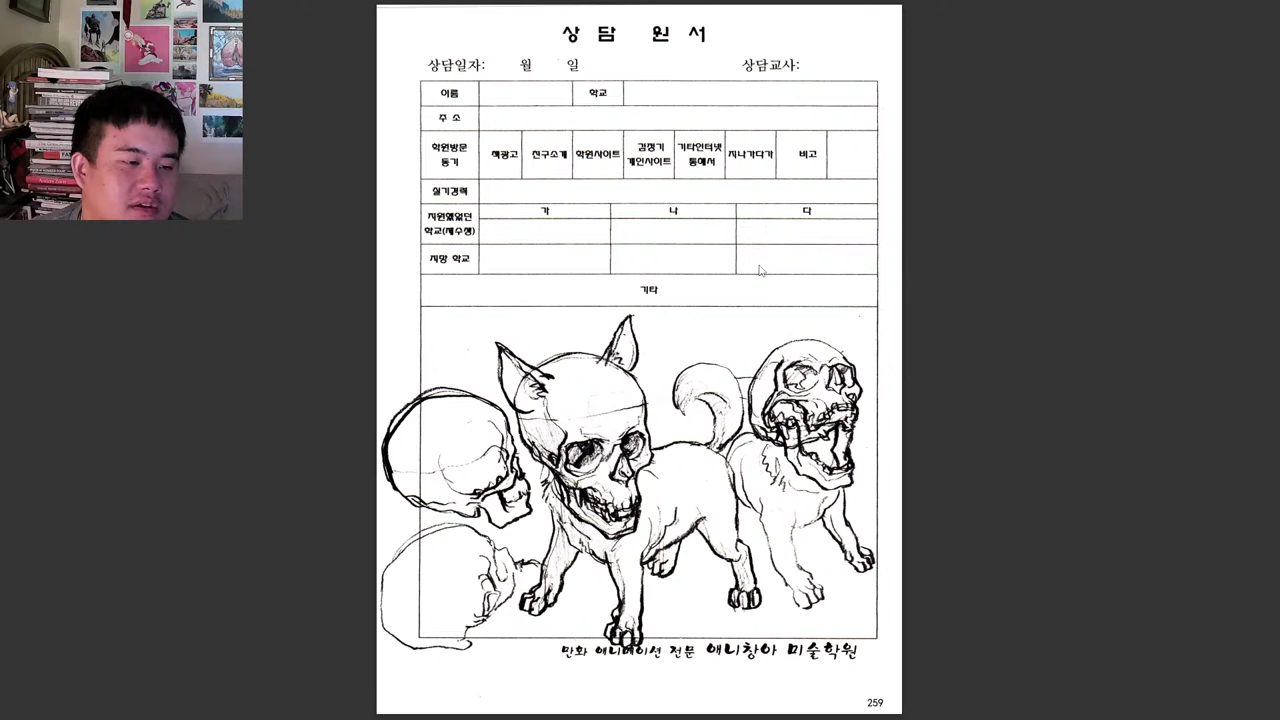 상 담 원 서
상담일자: 월 일 상담교사:
이름 학교
주 소
학원방문 동기 책광고 친구소개 학원사이트 김정기 개인사이트 기타인터넷 통해서 지나가다가 비고
실기경력
지원했었던 학교(재수생) 가 나 다
지망 학교
기타
만화 애니메이션 전문 애니창아 미술학원
259